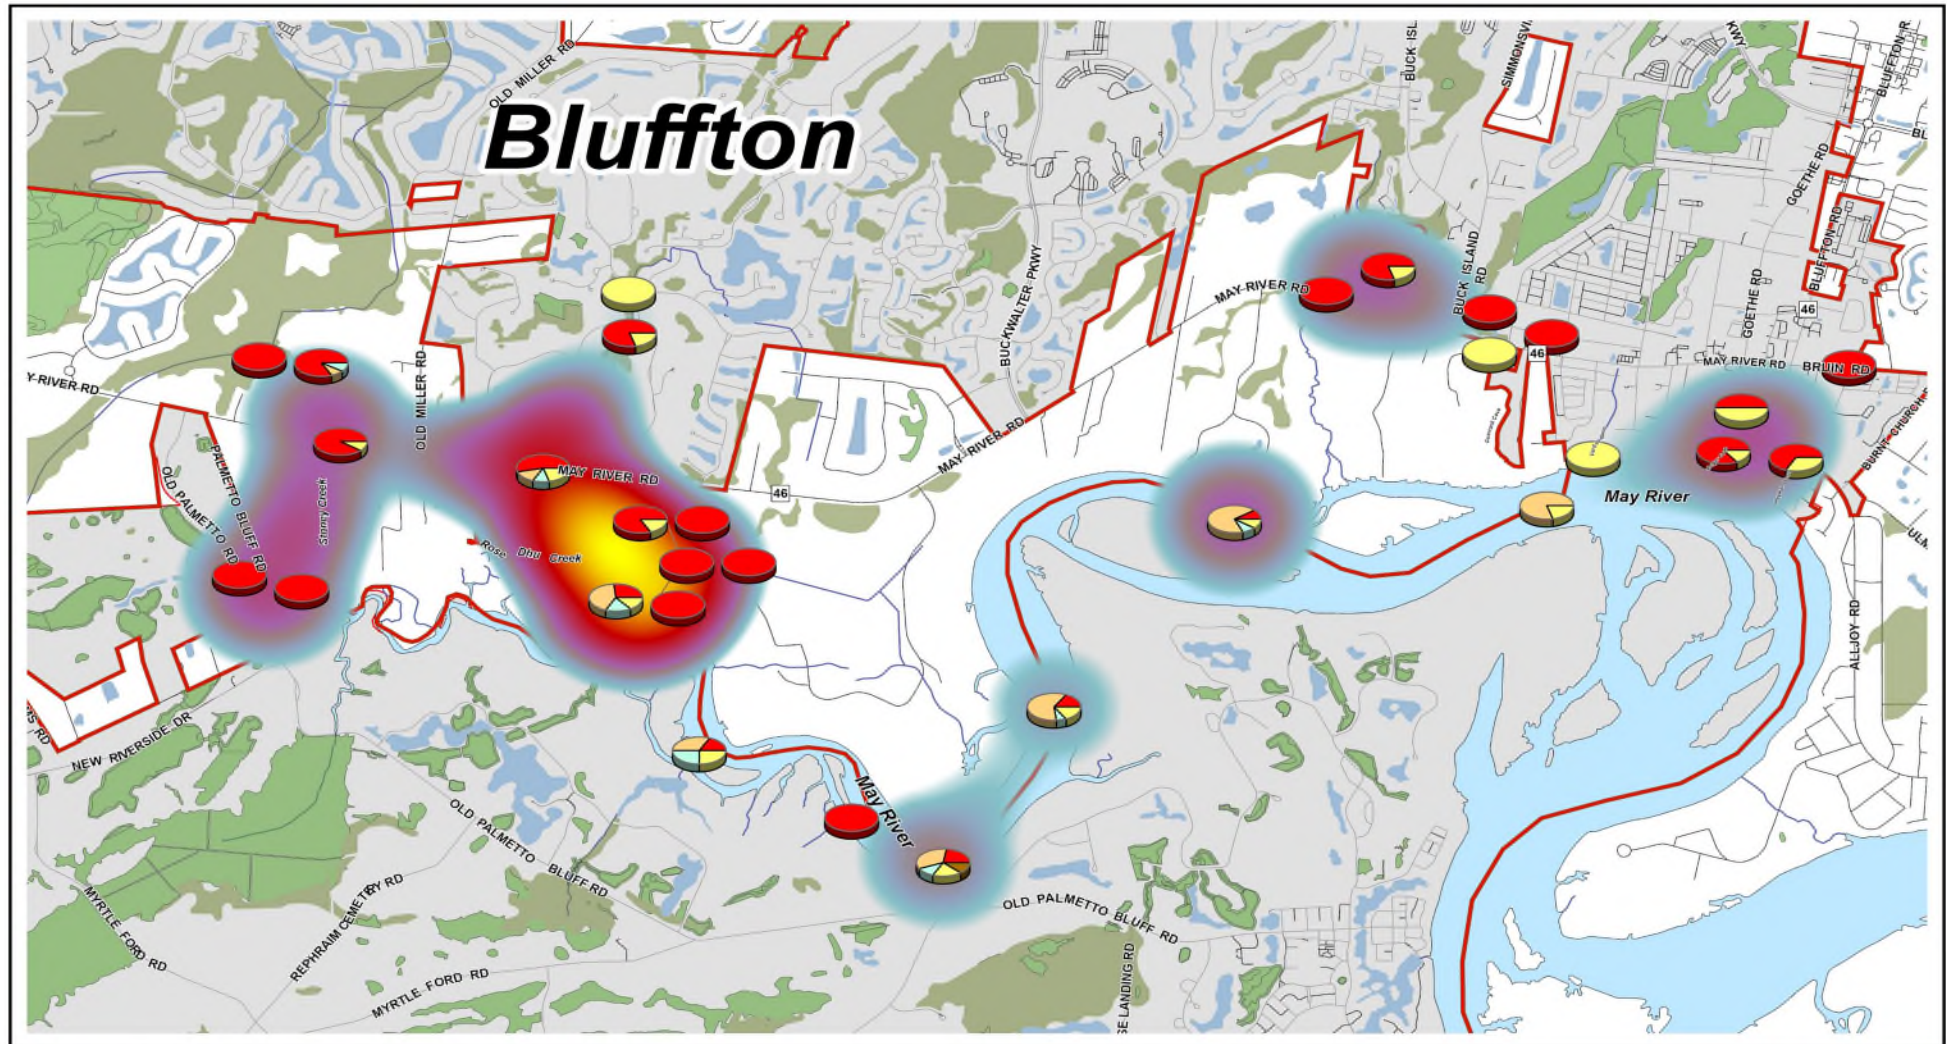 OLD MILLER RD
BUCK ISL
SIMMONSVI
KWY
BLUFFTON R
Bluffton
BL
GOETHE RD
BLUFFTON RD
BUCK ISLAND
RD
MAY RIVER RD
BUCKWALTER PKWY
GOETHE RD
46
46
MAY RIVER RD
BRUIN RD
Y RIVER RD
OLD MILLER RD
BURNT CHURCH
MAY RIVER RD
PALMETTO BLUFF RD
OLD PALMETTO RD
Stoney Creek
MAY RIVER RD
46
May River
Rose Dhu Creek
ULM
ALLJOY RD
NEW RIVERSIDE DR
MS RD
OLD PALMETTO BLUFF RD
May River
MYRTLE FORD RD
REPHRAIM CEMETERY RD
OLD PALMETTO BLUFF RD
MYRTLE FORD RD
SE LANDING RD